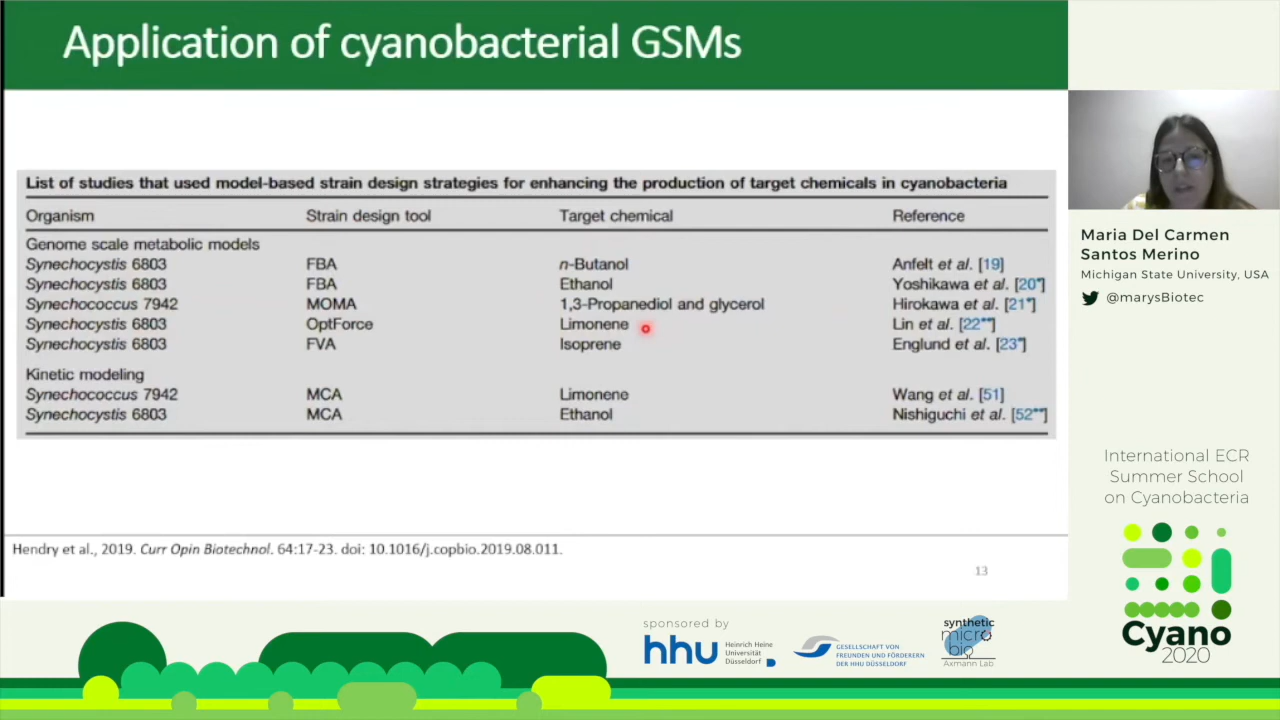 Application of cyanobacterial GSMs
List of studies that used model-based strain design strategies for enhancing the production of target chemicals in cyanobacteria
Organism Strain design tool Target chemical Reference
Genome scale metabolic models
Synechocystis 6803 FBA n-Butanol Anfelt et al. [19]
Synechocystis 6803 FBA Ethanol Yoshikawa et al. [20•]
Synechococcus 7942 MOMA 1,3-Propanediol and glycerol Hirokawa et al. [21•]
Synechocystis 6803 OptForce Limonene Lin et al. [22••]
Synechocystis 6803 FVA Isoprene Englund et al. [23•]
Kinetic modeling
Synechococcus 7942 MCA Limonene Wang et al. [51]
Synechocystis 6803 MCA Ethanol Nishiguchi et al. [52••]
Hendry et al., 2019. Curr Opin Biotechnol. 64:17-23. doi: 10.1016/j.copbio.2019.08.011.
13
Maria Del Carmen
Santos Merino
Michigan State University, USA
@marysBiotec
International ECR
Summer School
on Cyanobacteria
Cyano
2020
sponsored by
hhu Heinrich Heine
Universität
Düsseldorf
GESELLSCHAFT VON
FREUNDEN UND FÖRDERERN
DER HHU DÜSSELDORF
synthetic
micro
bio
Axmann Lab